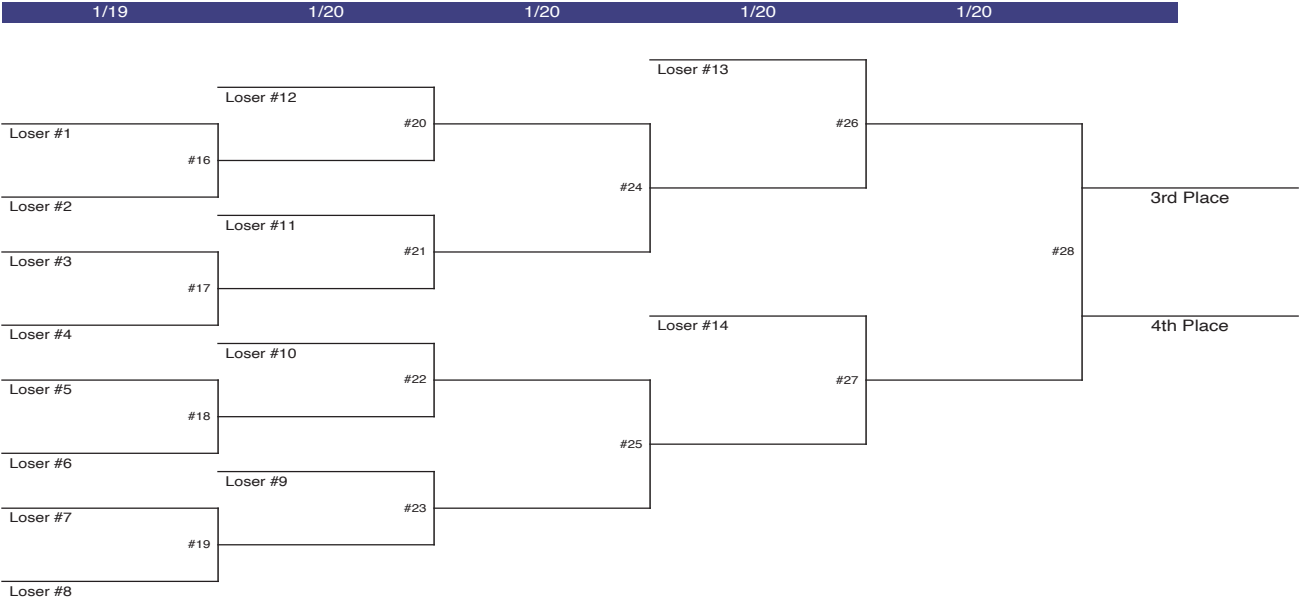 1/19 1/20 1/20 1/20 1/20
Loser #13
Loser #12
#20
#26
Loser #1
#16
#24
3rd Place
Loser #2
Loser #11
#21
#28
Loser #3
#17
Loser #14
4th Place
Loser #4
Loser #10
#22
#27
Loser #5
#18
#25
Loser #6
Loser #9
#23
Loser #7
#19
Loser #8